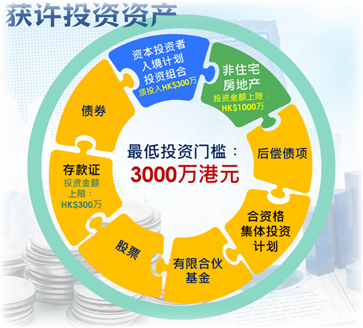 获许投资资产
资本投资者
入境计划
投资组合
须投入HK$300万
非住宅
房地产
投资金额上限：
HK$1000万
后偿债项
合资格
集体投资
计划
有限合伙
基金
股票
存款证
投资金额
上限：
HK$300万
债券
最低投资门槛：
3000万港元